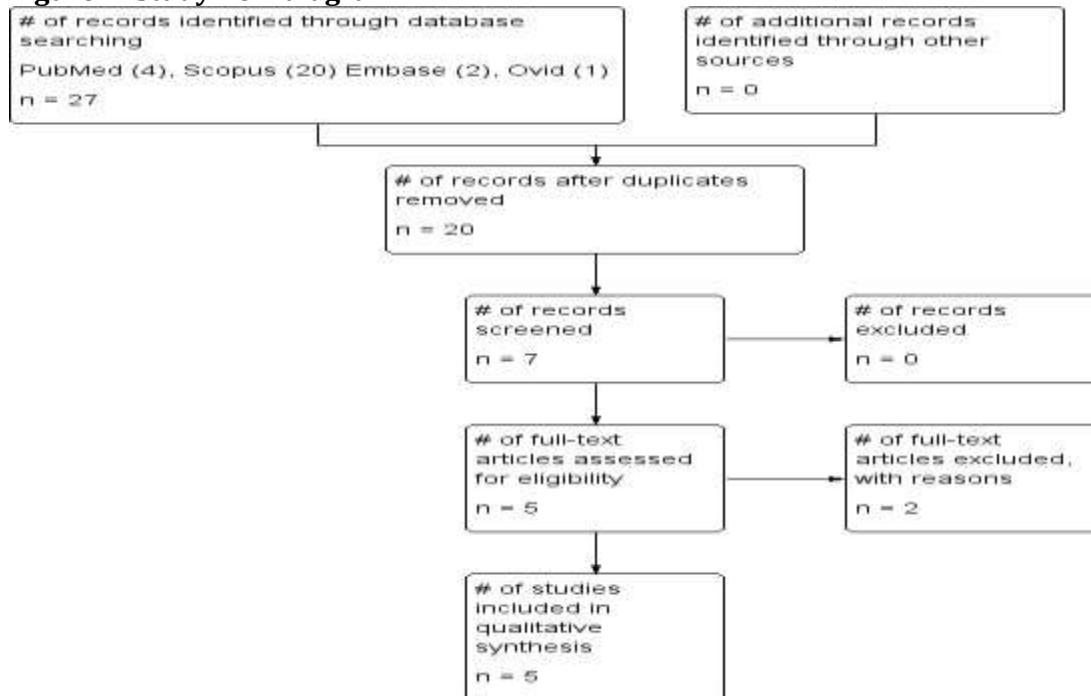 # of records identified through database
searching
PubMed (4), Scopus (20) Embase (2), Ovid (1)
n = 27
# of additional records
identified through other
sources
n = 0
# of records after duplicates
removed
n = 20
# of records
screened
n = 7
# of records
excluded
n = 0
# of full-text
articles assessed
for eligibility
n = 5
# of full-text
articles excluded,
with reasons
n = 2
# of studies
included in
qualitative
synthesis
n = 5